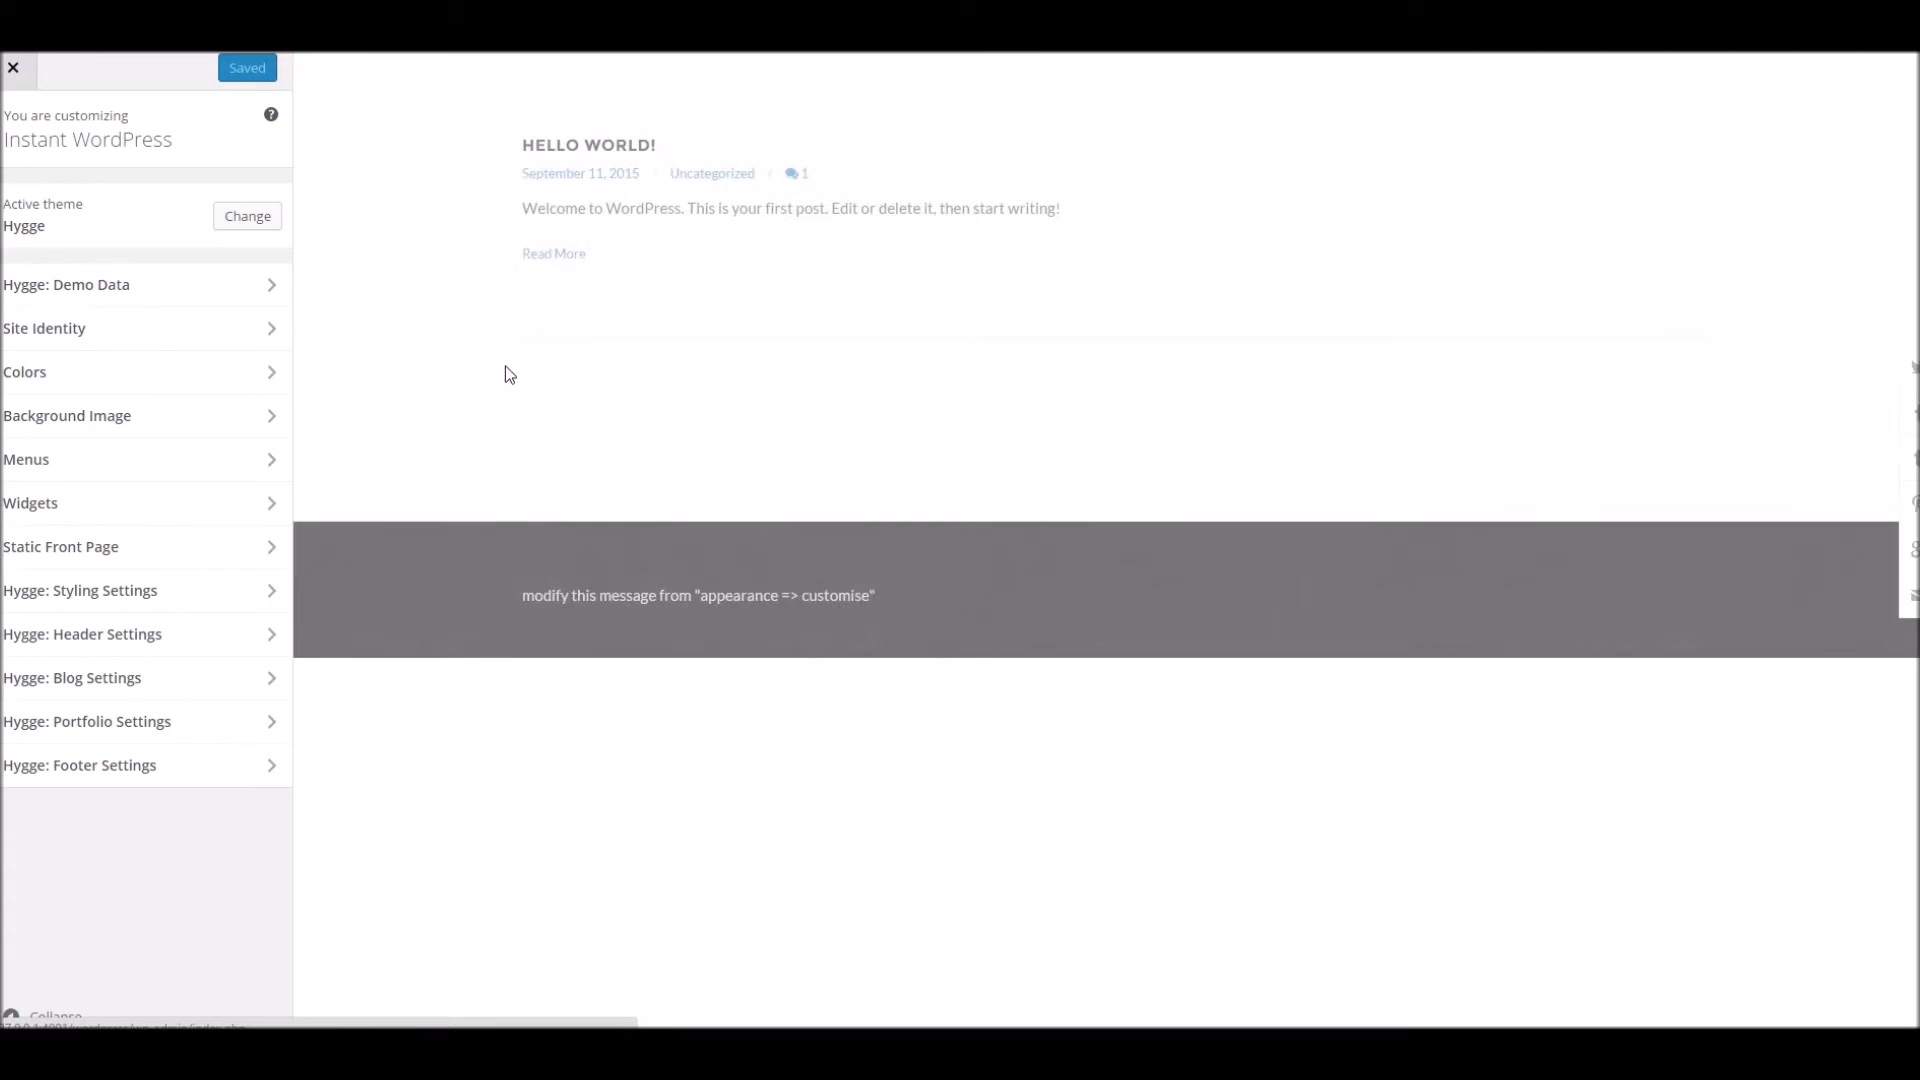 Saved
You are customizing
Instant WordPress
Active theme
Hygge
Change
Hygge: Demo Data
Site Identity
Colors
Background Image
Menus
Widgets
Static Front Page
Hygge: Styling Settings
Hygge: Header Settings
Hygge: Blog Settings
Hygge: Portfolio Settings
Hygge: Footer Settings
Collapse
HELLO WORLD!
September 11, 2015 / Uncategorized / 1
Welcome to WordPress. This is your first post. Edit or delete it, then start writing!
Read More
modify this message from "appearance => customise"